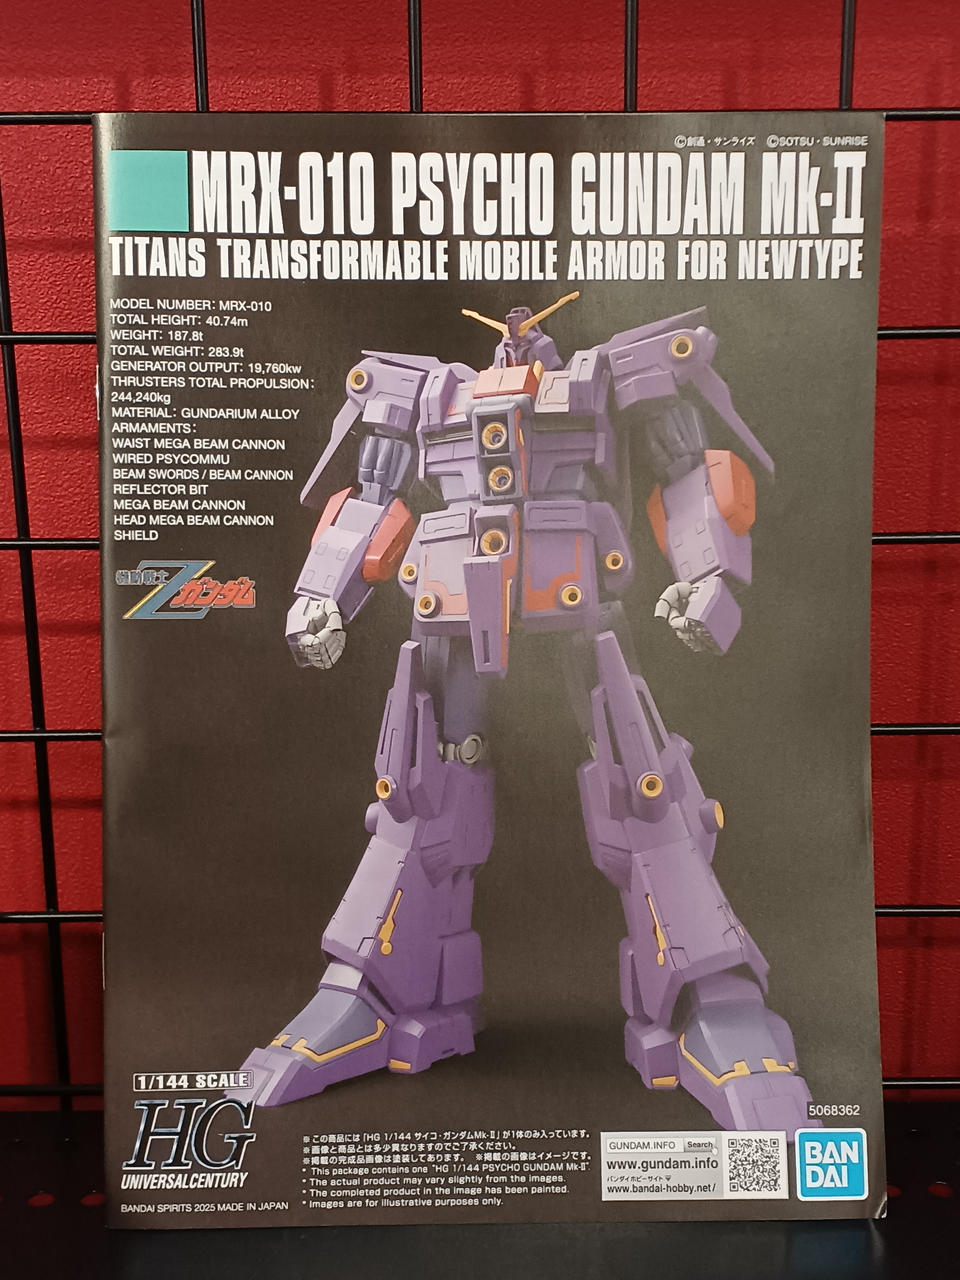 ©創通・サンライズ ©SOTSU・SUNRISE
MRX-010 PSYCHO GUNDAM Mk-II
TITANS TRANSFORMABLE MOBILE ARMOR FOR NEWTYPE
MODEL NUMBER: MRX-010
TOTAL HEIGHT: 40.74m
WEIGHT: 187.8t
TOTAL WEIGHT: 283.9t
GENERATOR OUTPUT: 19,760kw
THRUSTERS TOTAL PROPULSION:
244,240kg
MATERIAL: GUNDARIUM ALLOY
ARMAMENTS:
WAIST MEGA BEAM CANNON
WIRED PSYCOMMU
BEAM SWORDS / BEAM CANNON
REFLECTOR BIT
MEGA BEAM CANNON
HEAD MEGA BEAM CANNON
SHIELD
機動戦士Zガンダム
1/144 SCALE
HG
UNIVERSAL CENTURY
BANDAI SPIRITS 2025 MADE IN JAPAN
※この商品には「HG 1/144 サイコ・ガンダムMk-II」が1体のみ入っています。
※画像と商品とは多少異なりますのでご了承ください。
※掲載の完成品画像は塗装してあります。 ※掲載の画像はイメージです。
* This package contains one "HG 1/144 PSYCHO GUNDAM Mk-II".
* The actual product may vary slightly from the images.
* The completed product in the image has been painted.
* Images are for illustrative purposes only.
5068362
GUNDAM.INFO Search
www.gundam.info
バンダイホビーサイト
www.bandai-hobby.net/
BAN
DAI